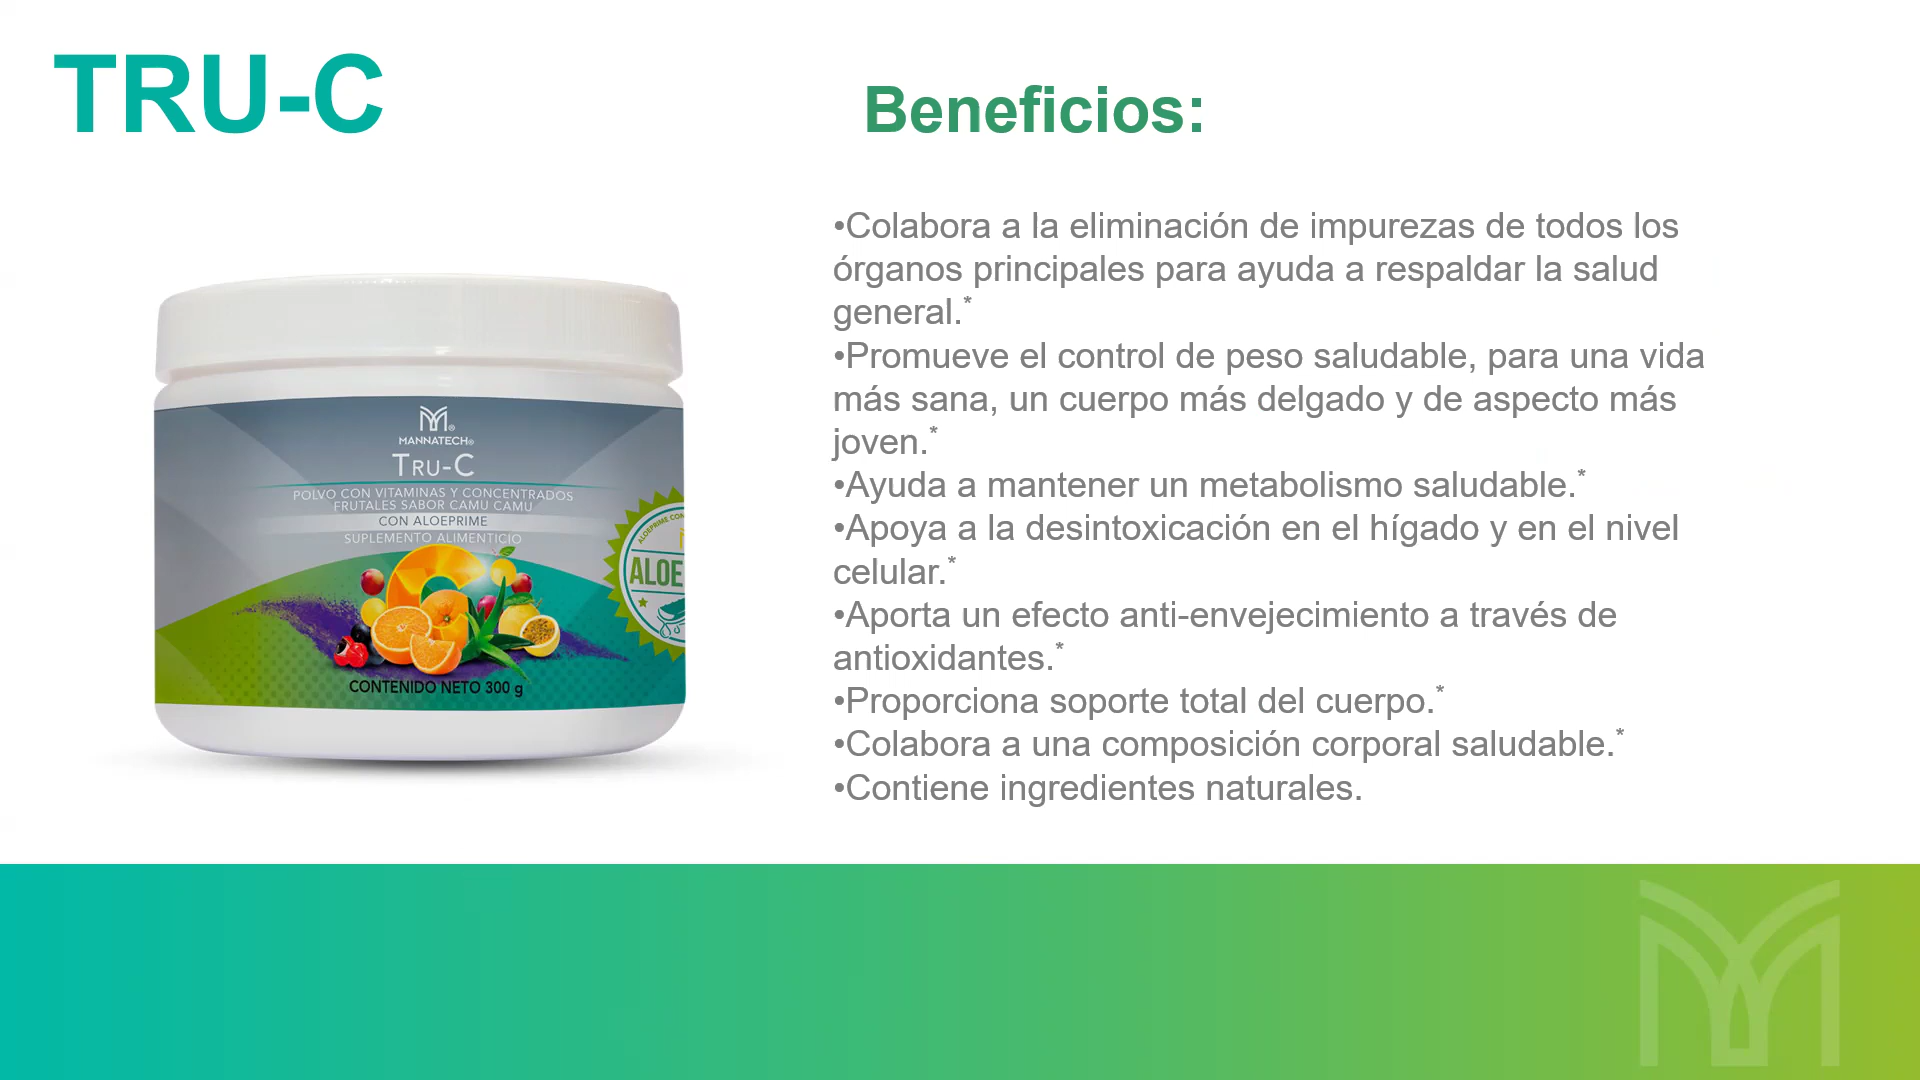 TRU-C
Beneficios:
•Colabora a la eliminación de impurezas de todos los
órganos principales para ayuda a respaldar la salud
general.*
•Promueve el control de peso saludable, para una vida
más sana, un cuerpo más delgado y de aspecto más
joven.*
•Ayuda a mantener un metabolismo saludable.*
•Apoya a la desintoxicación en el hígado y en el nivel
celular.*
•Aporta un efecto anti-envejecimiento a través de
antioxidantes.*
•Proporciona soporte total del cuerpo.*
•Colabora a una composición corporal saludable.*
•Contiene ingredientes naturales.
MANNATECH®
TRU-C
POLVO CON VITAMINAS Y CONCENTRADOS
FRUTALES SABOR CAMU CAMU
CON ALOEPRIME
SUPLEMENTO ALIMENTICIO
ALOEPRIME CON
ALOE
CONTENIDO NETO 300 g